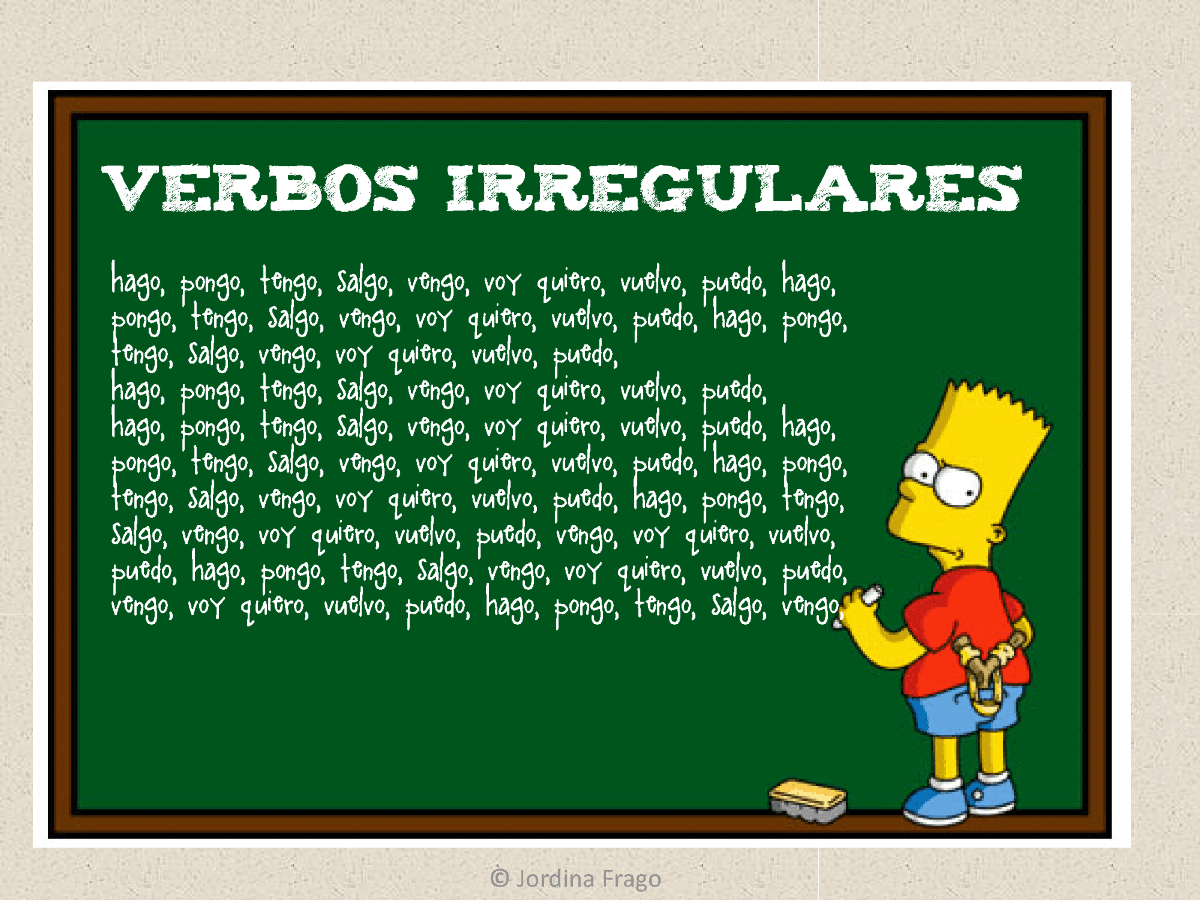 VERBOS IRREGULARES
hago, pongo, tengo, salgo, vengo, voy quiero, vuelvo, puedo, hago,
pongo, tengo, salgo, vengo, voy quiero, vuelvo, puedo, hago, pongo,
tengo, salgo, vengo, voy quiero, vuelvo, puedo,
hago, pongo, tengo, salgo, vengo, voy quiero, vuelvo, puedo,
hago, pongo, tengo, salgo, vengo, voy quiero, vuelvo, puedo, hago,
pongo, tengo, salgo, vengo, voy quiero, vuelvo, puedo, hago, pongo,
tengo, salgo, vengo, voy quiero, vuelvo, puedo, hago, pongo, tengo,
salgo, vengo, voy quiero, vuelvo, puedo, vengo, voy quiero, vuelvo,
puedo, hago, pongo, tengo, salgo, vengo, voy quiero, vuelvo, puedo,
vengo, voy quiero, vuelvo, puedo, hago, pongo, tengo, salgo, vengo
© Jordina Frago